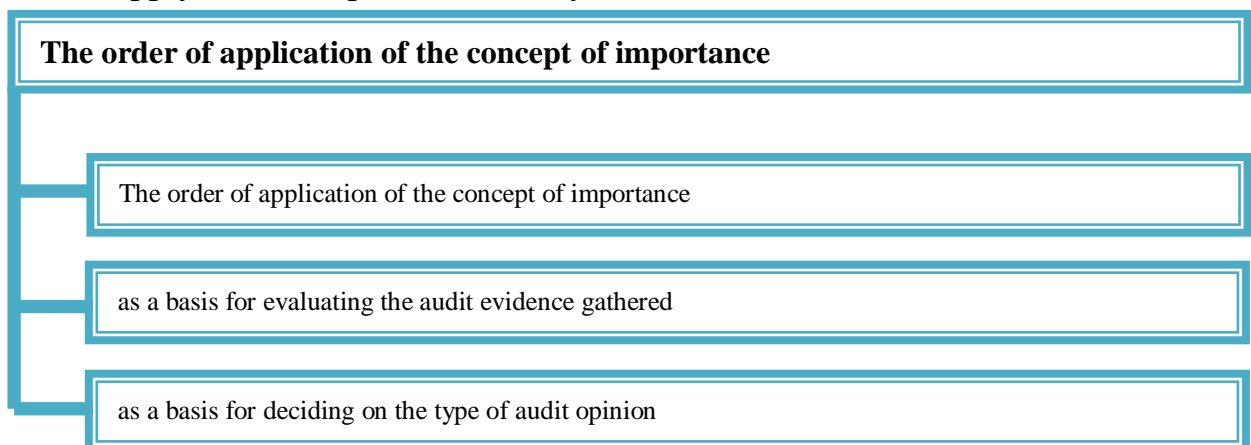 The order of application of the concept of importance
The order of application of the concept of importance
as a basis for evaluating the audit evidence gathered
as a basis for deciding on the type of audit opinion